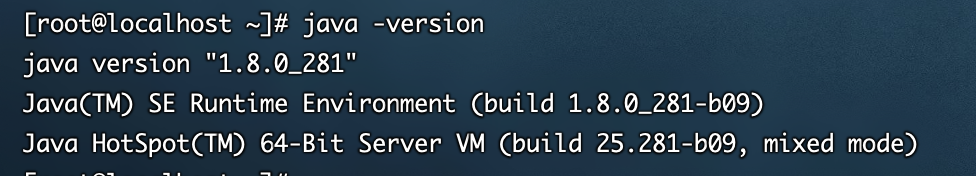 [root@localhost ~]# java -version
java version "1.8.0_281"
Java(TM) SE Runtime Environment (build 1.8.0_281-b09)
Java HotSpot(TM) 64-Bit Server VM (build 25.281-b09, mixed mode)